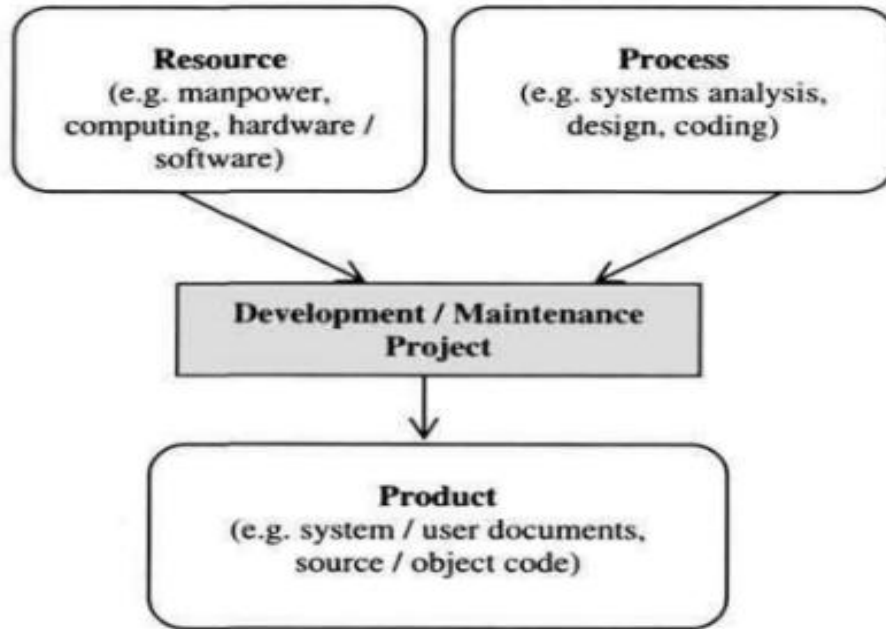 Resource
(e.g. manpower,
computing, hardware /
software)
Process
(e.g. systems analysis,
design, coding)
Development / Maintenance
Project
Product
(e.g. system / user documents,
source / object code)